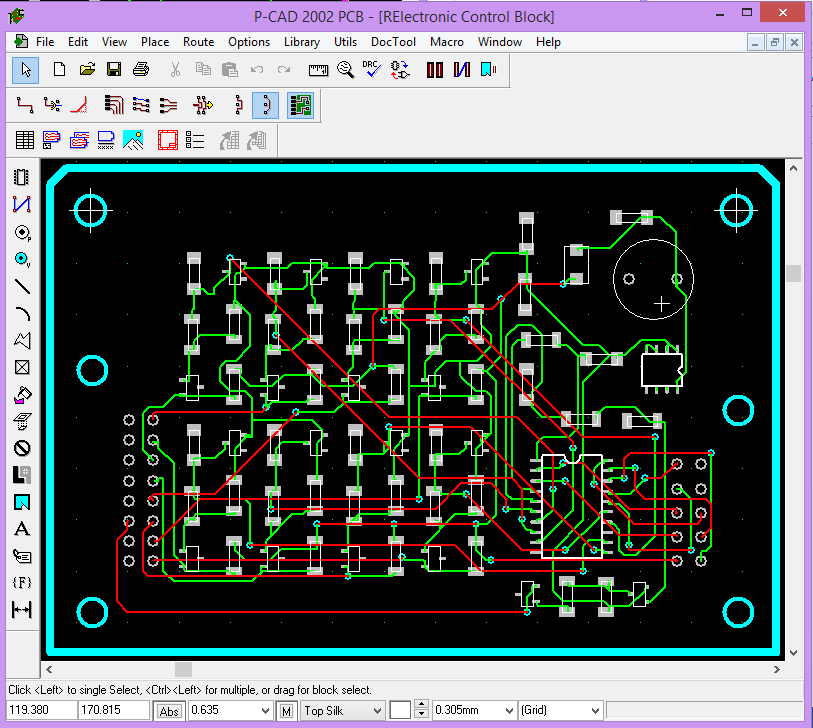 P-CAD 2002 PCB - [RElectronic Control Block]
File Edit View Place Route Options Library Utils DocTool Macro Window Help
DRC
P
V
A
{F}
Click <Left> to single Select, <Ctrl><Left> for multiple, or drag for block select.
119.380 170.815 Abs 0.635 M Top Silk 0.305mm (Grid)